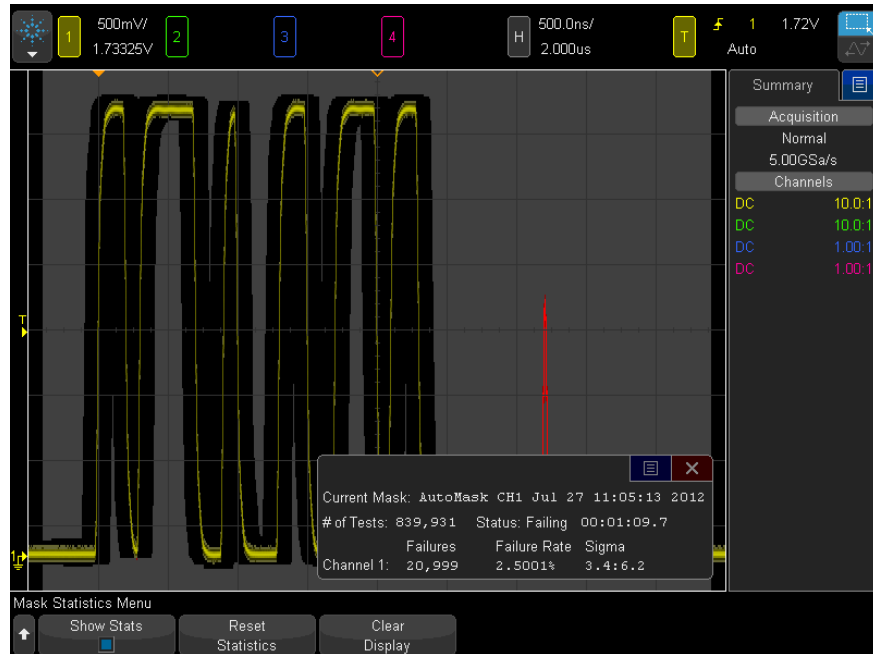 1 500mV/ 2 3 4 H 500.0ns/ T 1 1.72V
1.73325V 2.000us Auto
Summary
Acquisition
Normal
5.00GSa/s
Channels
DC 10.0:1
DC 10.0:1
DC 1.00:1
DC 1.00:1
T
1
Current Mask: AutoMask CH1 Jul 27 11:05:13 2012
# of Tests: 839,931 Status: Failing 00:01:09.7
Failures Failure Rate Sigma
Channel 1: 20,999 2.5001% 3.4:6.2
Mask Statistics Menu
Show Stats Reset Clear
Statistics Display